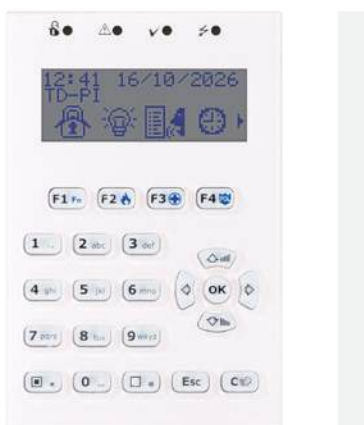 12:41 16/10/2026
TD-PI
F1 Fn F2 F3 F4
1 2 abc 3 def
4 ghi 5 jkl 6 mno OK
7 pqrs 8 tuv 9 wxyz
0 Esc C